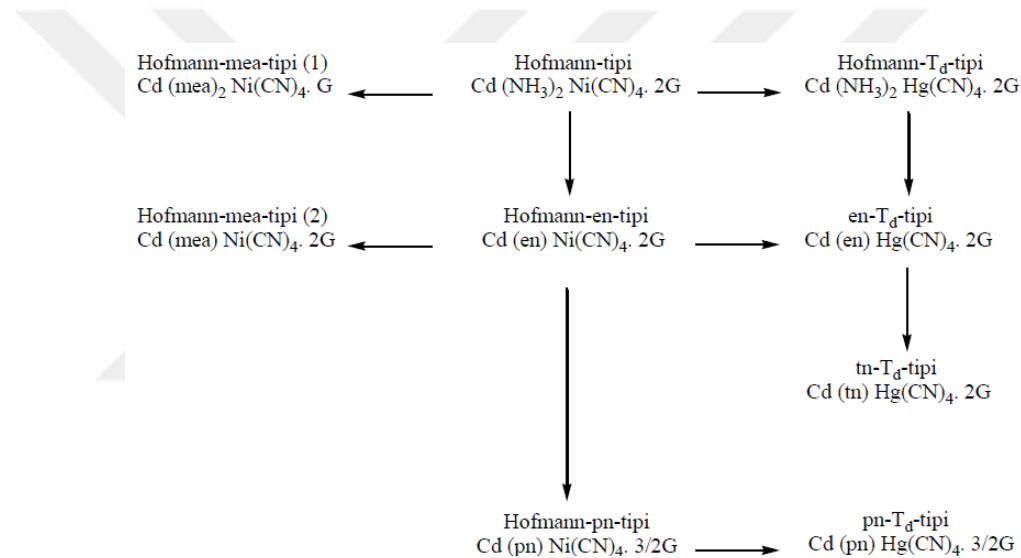 Hofmann-mea-tipi (1)
Cd (mea)₂ Ni(CN)₄. G
Hofmann-tipi
Cd (NH₃)₂ Ni(CN)₄. 2G
Hofmann-T_d-tipi
Cd (NH₃)₂ Hg(CN)₄. 2G
Hofmann-mea-tipi (2)
Cd (mea) Ni(CN)₄. 2G
Hofmann-en-tipi
Cd (en) Ni(CN)₄. 2G
en-T_d-tipi
Cd (en) Hg(CN)₄. 2G
tn-T_d-tipi
Cd (tn) Hg(CN)₄. 2G
Hofmann-pn-tipi
Cd (pn) Ni(CN)₄. 3/2G
pn-T_d-tipi
Cd (pn) Hg(CN)₄. 3/2G